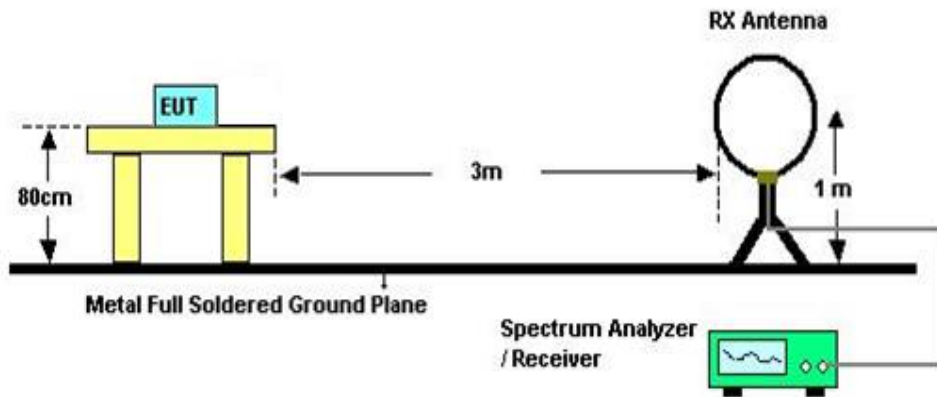 RX Antenna
EUT
3m
80cm
1 m
Metal Full Soldered Ground Plane
Spectrum Analyzer
/ Receiver